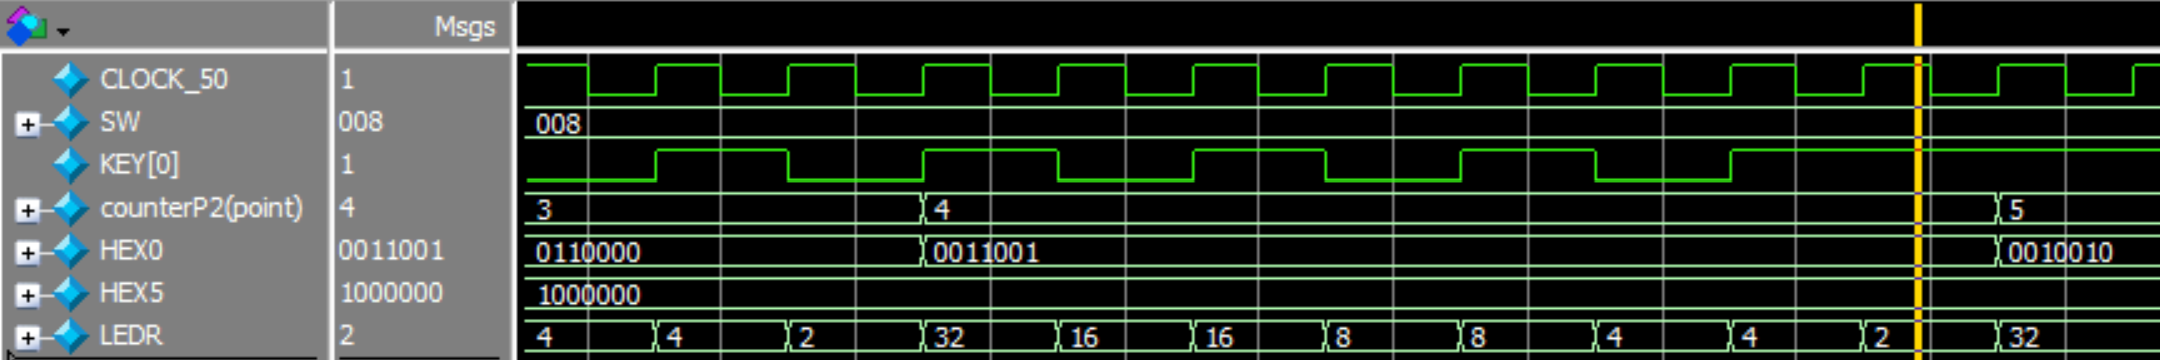 Msgs
CLOCK_50 1
SW 008 008
KEY[0] 1
counterP2(point) 4 3 4 5
HEX0 0011001 0110000 0011001 0010010
HEX5 1000000 1000000
LEDR 2 4 4 2 32 16 16 8 8 4 4 2 32